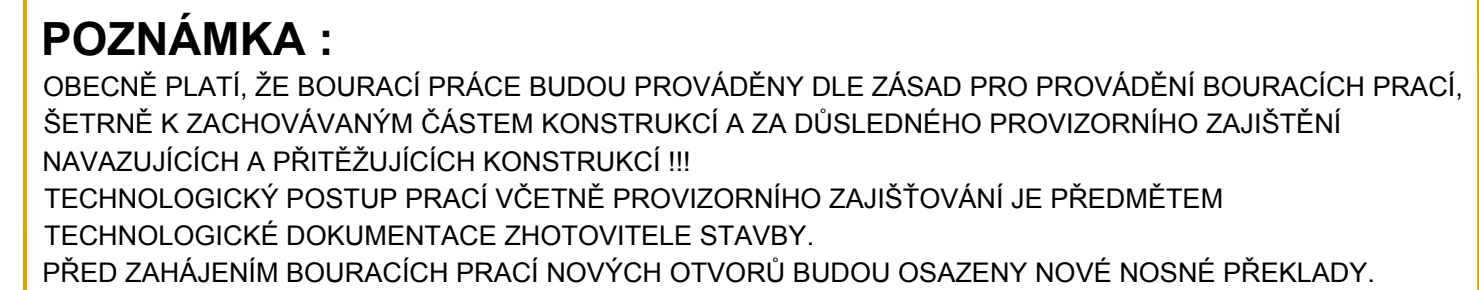 POZNÁMKA :
OBECNĚ PLATÍ, ŽE BOURACÍ PRÁCE BUDOU PROVÁDĚNY DLE ZÁSAD PRO PROVÁDĚNÍ BOURACÍCH PRACÍ,
ŠETRNĚ K ZACHOVÁVANÝM ČÁSTEM KONSTRUKCÍ A ZA DŮSLEDNÉHO PROVIZORNÍHO ZAJIŠTĚNÍ
NAVAZUJÍCÍCH A PŘITĚŽUJÍCÍCH KONSTRUKCÍ !!!
TECHNOLOGICKÝ POSTUP PRACÍ VČETNĚ PROVIZORNÍHO ZAJIŠŤOVÁNÍ JE PŘEDMĚTEM
TECHNOLOGICKÉ DOKUMENTACE ZHOTOVITELE STAVBY.
PŘED ZAHÁJENÍM BOURACÍCH PRACÍ NOVÝCH OTVORŮ BUDOU OSAZENY NOVÉ NOSNÉ PŘEKLADY.